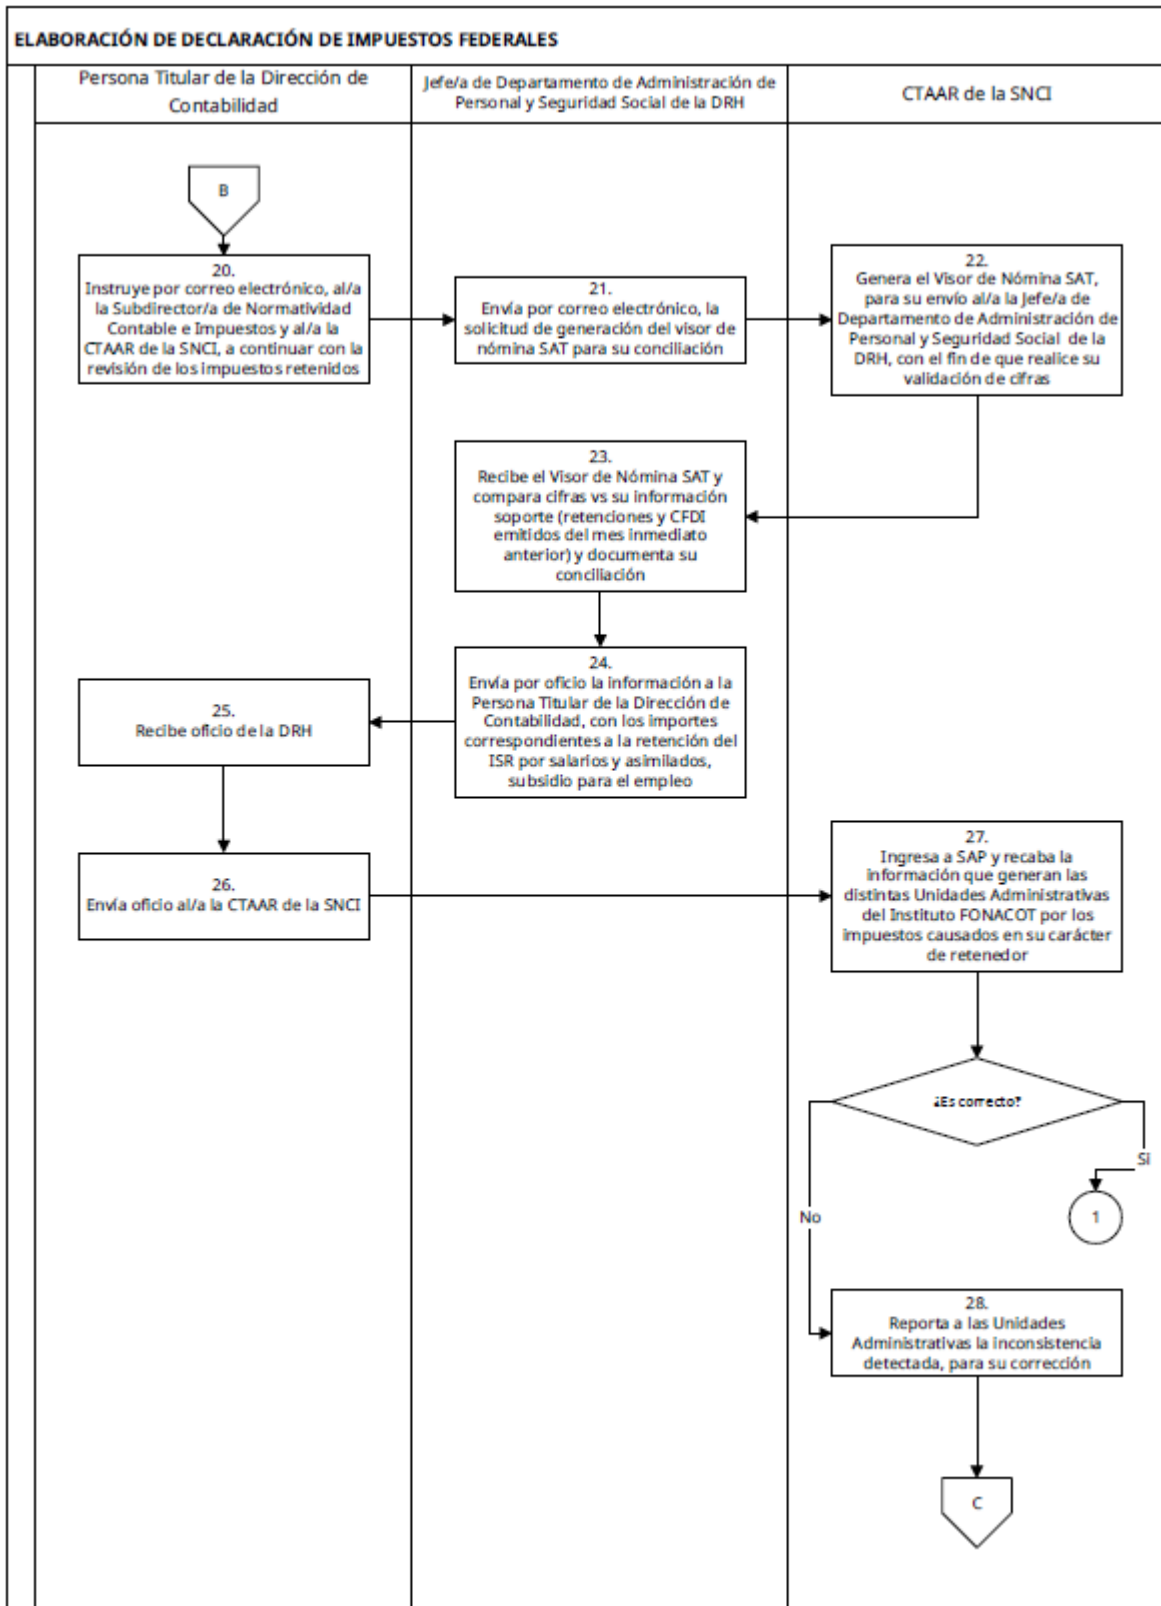 ELABORACIÓN DE DECLARACIÓN DE IMPUESTOS FEDERALES
Persona Titular de la Dirección de
Contabilidad
Jefe/a de Departamento de Administración de
Personal y Seguridad Social de la DRH
CTAAR de la SNCI
B
20.
Instruye por correo electrónico, al/a
la Subdirector/a de Normatividad
Contable e Impuestos y al/a la
CTAAR de la SNCI, a continuar con la
revisión de los impuestos retenidos
21.
Envía por correo electrónico, la
solicitud de generación del visor de
nómina SAT para su conciliación
22.
Genera el Visor de Nómina SAT,
para su envío al/a la Jefe/a de
Departamento de Administración de
Personal y Seguridad Social de la
DRH, con el fin de que realice su
validación de cifras
23.
Recibe el Visor de Nómina SAT y
compara cifras vs su información
soporte (retenciones y CFDI
emitidos del mes inmediato
anterior) y documenta su
conciliación
24.
Envía por oficio la información a la
Persona Titular de la Dirección de
Contabilidad, con los importes
correspondientes a la retención del
ISR por salarios y asimilados,
subsidio para el empleo
25.
Recibe oficio de la DRH
26.
Envía oficio al/a la CTAAR de la SNCI
27.
Ingresa a SAP y recaba la
información que generan las
distintas Unidades Administrativas
del Instituto FONACOT por los
impuestos causados en su carácter
de retenedor
¿Es correcto?
Si
No
1
28.
Reporta a las Unidades
Administrativas la inconsistencia
detectada, para su corrección
C